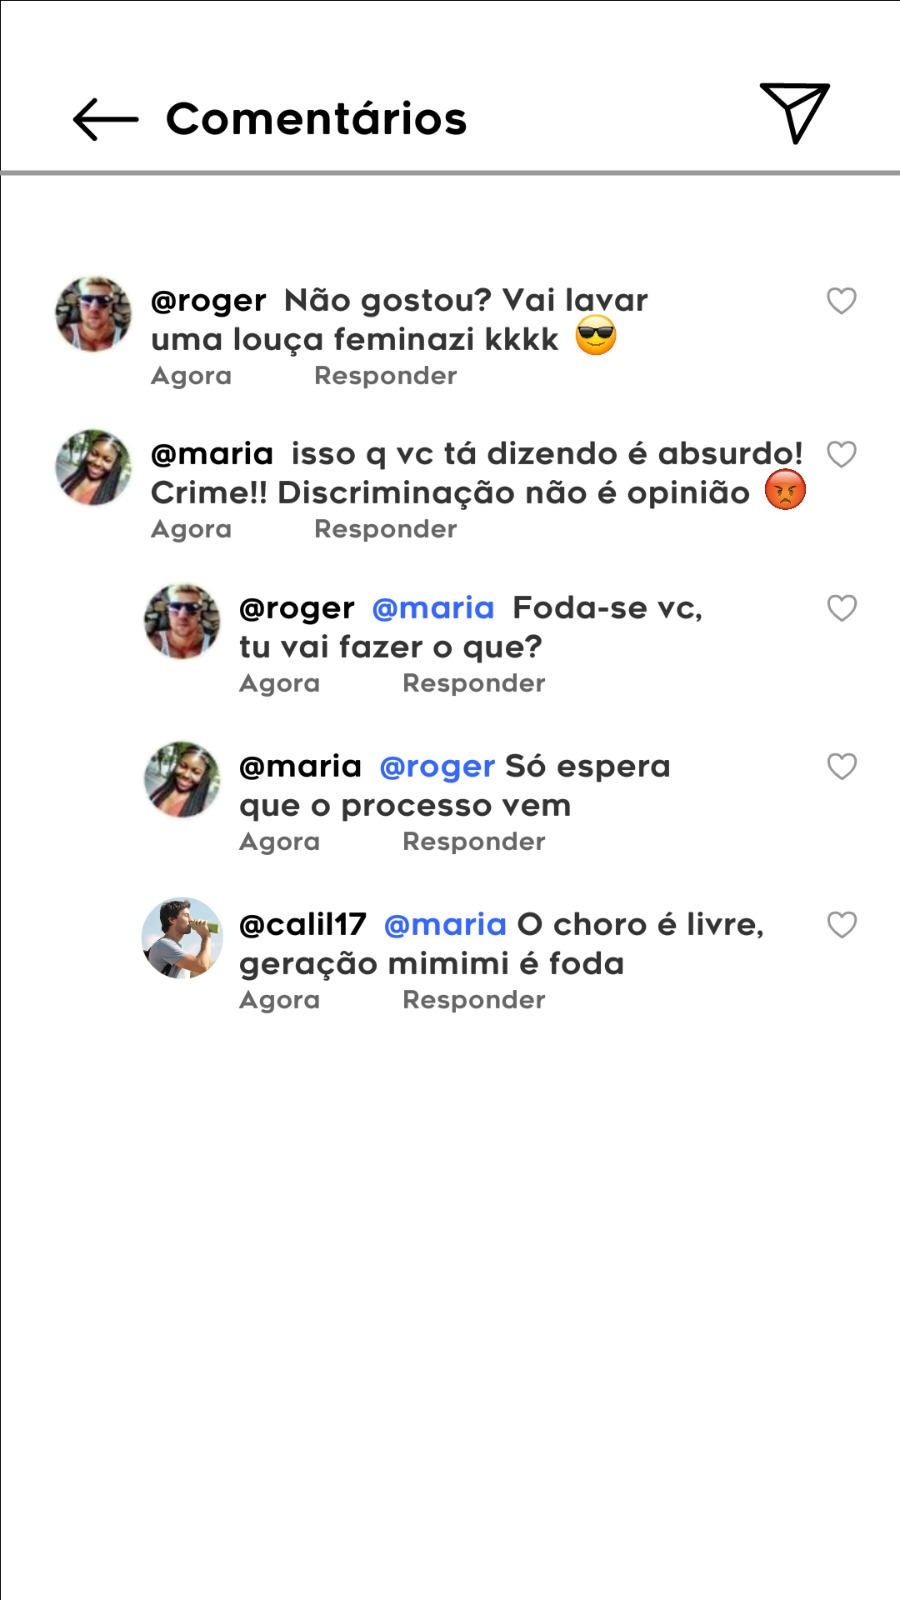 Comentários
@roger Não gostou? Vai lavar
uma louça feminazi kkkk 😎
Agora Responder
@maria isso q vc tá dizendo é absurdo!
Crime!! Discriminação não é opinião 😡
Agora Responder
@roger @maria Foda-se vc,
tu vai fazer o que?
Agora Responder
@maria @roger Só espera
que o processo vem
Agora Responder
@calil17 @maria O choro é livre,
geração mimimi é foda
Agora Responder